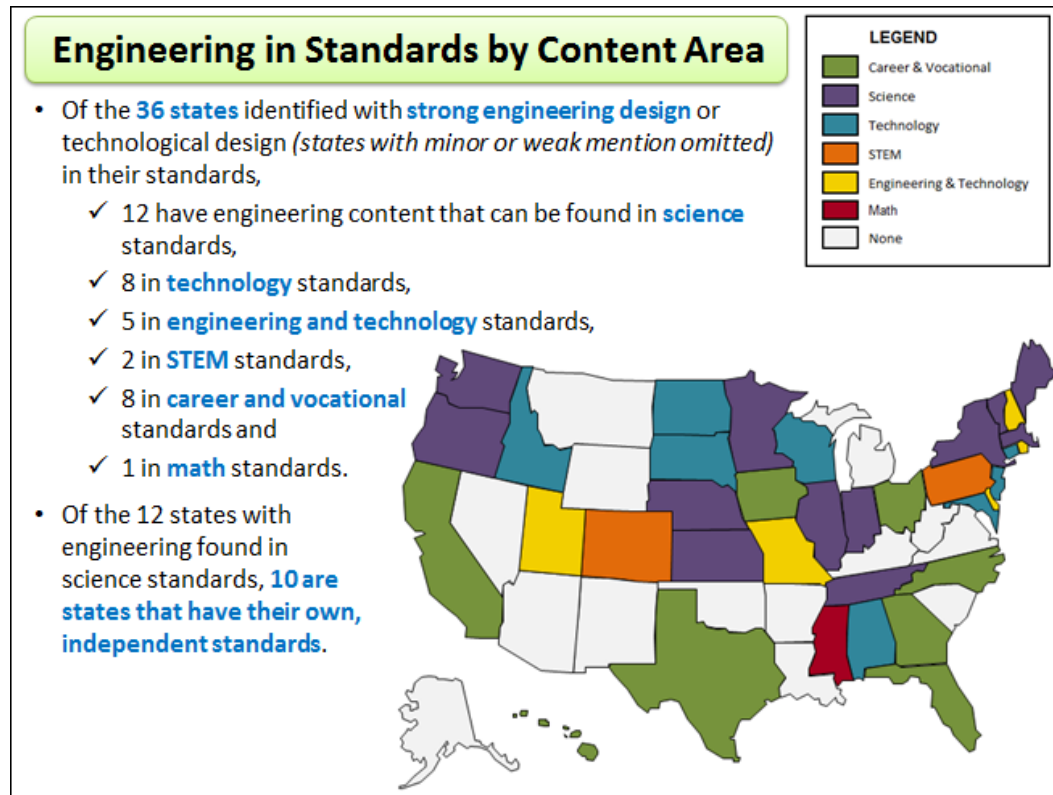 Engineering in Standards by Content Area
LEGEND
Career & Vocational
Science
Technology
STEM
Engineering & Technology
Math
None
• Of the 36 states identified with strong engineering design or
technological design (states with minor or weak mention omitted)
in their standards,
✓ 12 have engineering content that can be found in science
standards,
✓ 8 in technology standards,
✓ 5 in engineering and technology standards,
✓ 2 in STEM standards,
✓ 8 in career and vocational
standards and
✓ 1 in math standards.
• Of the 12 states with
engineering found in
science standards, 10 are
states that have their own,
independent standards.